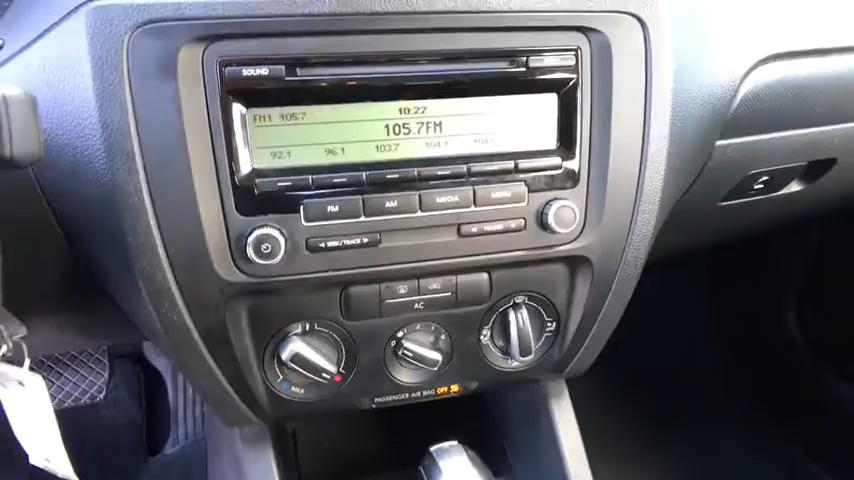 SOUND
10:22
FM1 105.7
105.7FM
92.1 96.1 103.7 104.1
FM AM MEDIA MENU
SEEK/TRACK
AC
MAX
PASSENGER AIR BAG OFF